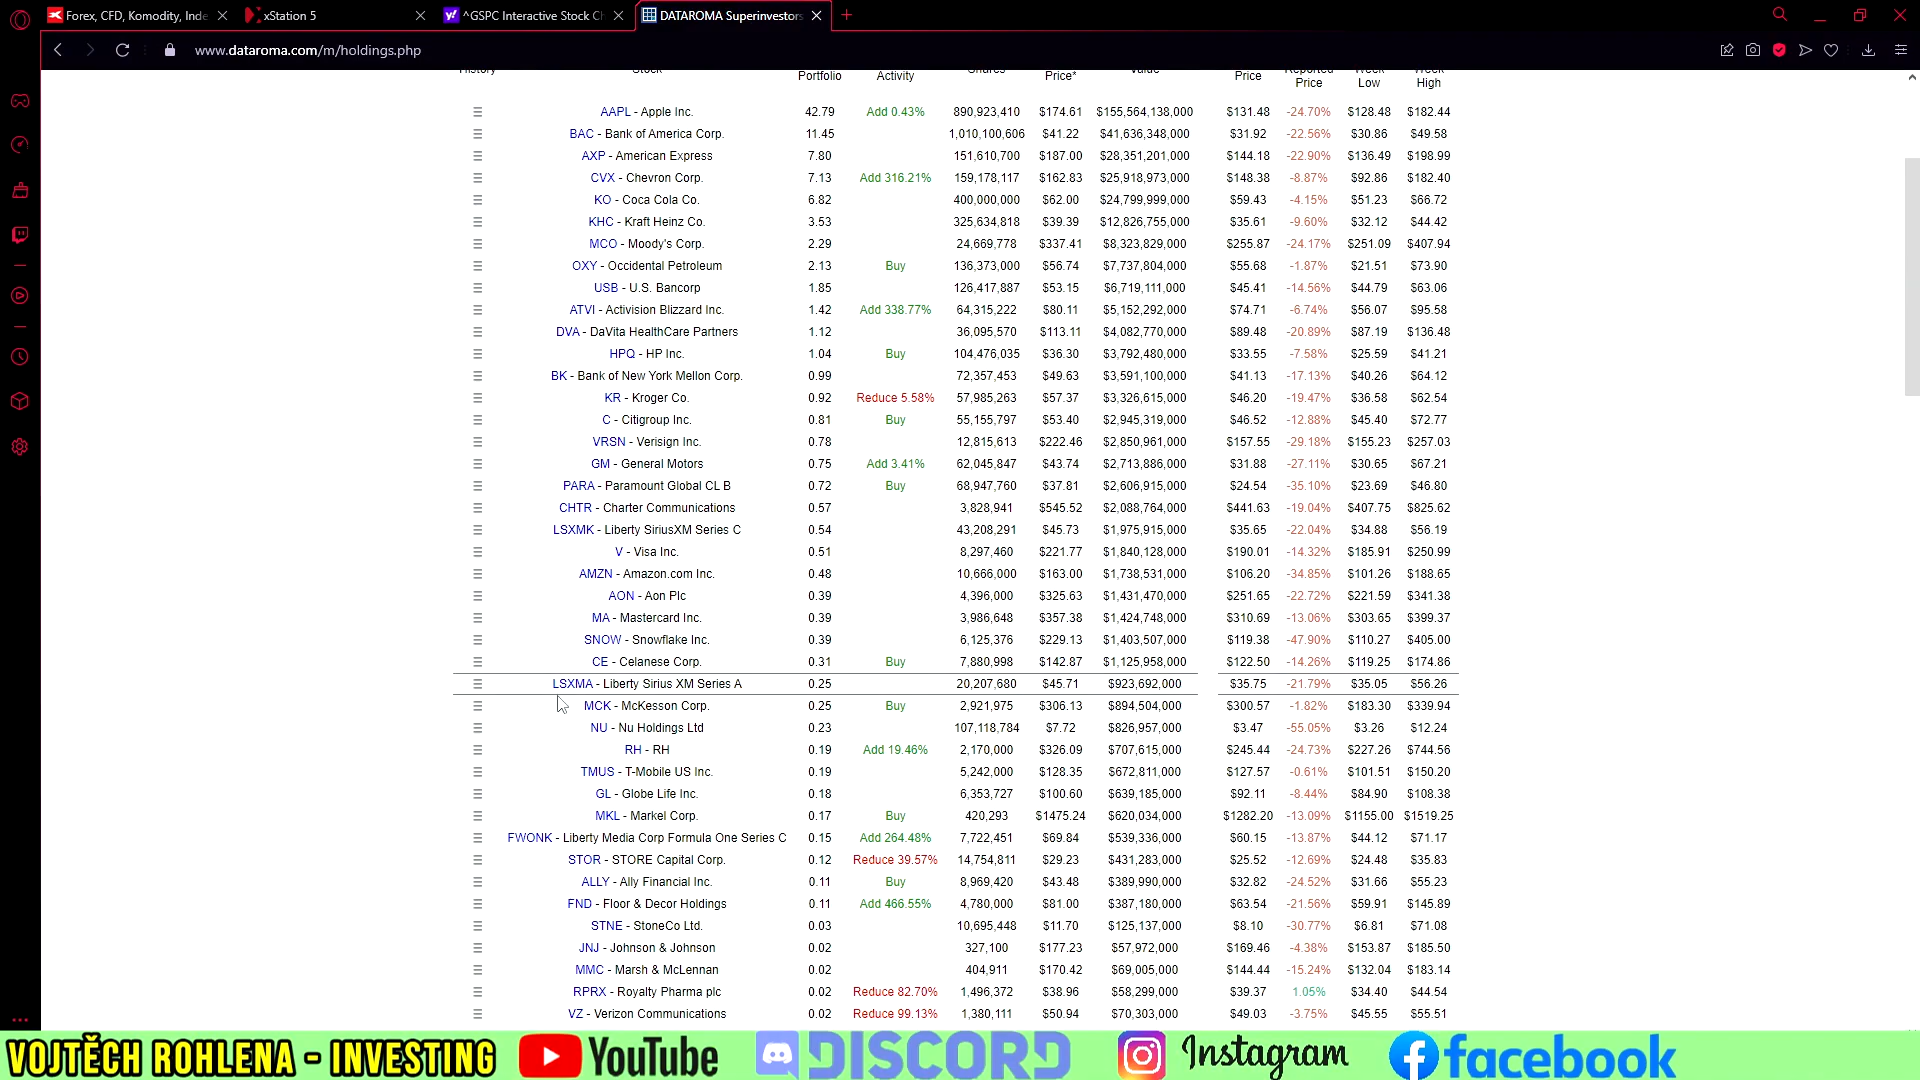 Forex, CFD, Komodity, Inde
xStation 5
^GSPC Interactive Stock Ch
DATAROMA Superinvestors
www.dataroma.com/m/holdings.php
History Stock Portfolio Activity Shares Price* Value Price Reported Price Week Low Week High
AAPL - Apple Inc. 42.79 Add 0.43% 890,923,410 $174.61 $155,564,138,000 $131.48 -24.70% $128.48 $182.44
BAC - Bank of America Corp. 11.45 1,010,100,606 $41.22 $41,636,348,000 $31.92 -22.56% $30.86 $49.58
AXP - American Express 7.80 151,610,700 $187.00 $28,351,201,000 $144.18 -22.90% $136.49 $198.99
CVX - Chevron Corp. 7.13 Add 316.21% 159,178,117 $162.83 $25,918,973,000 $148.38 -8.87% $92.86 $182.40
KO - Coca Cola Co. 6.82 400,000,000 $62.00 $24,799,999,000 $59.43 -4.15% $51.23 $66.72
KHC - Kraft Heinz Co. 3.53 325,634,818 $39.39 $12,826,755,000 $35.61 -9.60% $32.12 $44.42
MCO - Moody's Corp. 2.29 24,669,778 $337.41 $8,323,829,000 $255.87 -24.17% $251.09 $407.94
OXY - Occidental Petroleum 2.13 Buy 136,373,000 $56.74 $7,737,804,000 $55.68 -1.87% $21.51 $73.90
USB - U.S. Bancorp 1.85 126,417,887 $53.15 $6,719,111,000 $45.41 -14.56% $44.79 $63.06
ATVI - Activision Blizzard Inc. 1.42 Add 338.77% 64,315,222 $80.11 $5,152,292,000 $74.71 -6.74% $56.07 $95.58
DVA - DaVita HealthCare Partners 1.12 36,095,570 $113.11 $4,082,770,000 $89.48 -20.89% $87.19 $136.48
HPQ - HP Inc. 1.04 Buy 104,476,035 $36.30 $3,792,480,000 $33.55 -7.58% $25.59 $41.21
BK - Bank of New York Mellon Corp. 0.99 72,357,453 $49.63 $3,591,100,000 $41.13 -17.13% $40.26 $64.12
KR - Kroger Co. 0.92 Reduce 5.58% 57,985,263 $57.37 $3,326,615,000 $46.20 -19.47% $36.58 $62.54
C - Citigroup Inc. 0.81 Buy 55,155,797 $53.40 $2,945,319,000 $46.52 -12.88% $45.40 $72.77
VRSN - Verisign Inc. 0.78 12,815,613 $222.46 $2,850,961,000 $157.55 -29.18% $155.23 $257.03
GM - General Motors 0.75 Add 3.41% 62,045,847 $43.74 $2,713,886,000 $31.88 -27.11% $30.65 $67.21
PARA - Paramount Global CL B 0.72 Buy 68,947,760 $37.81 $2,606,915,000 $24.54 -35.10% $23.69 $46.80
CHTR - Charter Communications 0.57 3,828,941 $545.52 $2,088,764,000 $441.63 -19.04% $407.75 $825.62
LSXMK - Liberty SiriusXM Series C 0.54 43,208,291 $45.73 $1,975,915,000 $35.65 -22.04% $34.88 $56.19
V - Visa Inc. 0.51 8,297,460 $221.77 $1,840,128,000 $190.01 -14.32% $185.91 $250.99
AMZN - Amazon.com Inc. 0.48 10,666,000 $163.00 $1,738,531,000 $106.20 -34.85% $101.26 $188.65
AON - Aon Plc 0.39 4,396,000 $325.63 $1,431,470,000 $251.65 -22.72% $221.59 $341.38
MA - Mastercard Inc. 0.39 3,986,648 $357.38 $1,424,748,000 $310.69 -13.06% $303.65 $399.37
SNOW - Snowflake Inc. 0.39 6,125,376 $229.13 $1,403,507,000 $119.38 -47.90% $110.27 $405.00
CE - Celanese Corp. 0.31 Buy 7,880,998 $142.87 $1,125,958,000 $122.50 -14.26% $119.25 $174.86
LSXMA - Liberty Sirius XM Series A 0.25 20,207,680 $45.71 $923,692,000 $35.75 -21.79% $35.05 $56.26
MCK - McKesson Corp. 0.25 Buy 2,921,975 $306.13 $894,504,000 $300.57 -1.82% $183.30 $339.94
NU - Nu Holdings Ltd 0.23 107,118,784 $7.72 $826,957,000 $3.47 -55.05% $3.26 $12.24
RH - RH 0.19 Add 19.46% 2,170,000 $326.09 $707,615,000 $245.44 -24.73% $227.26 $744.56
TMUS - T-Mobile US Inc. 0.19 5,242,000 $128.35 $672,811,000 $127.57 -0.61% $101.51 $150.20
GL - Globe Life Inc. 0.18 6,353,727 $100.60 $639,185,000 $92.11 -8.44% $84.90 $108.38
MKL - Markel Corp. 0.17 Buy 420,293 $1475.24 $620,034,000 $1282.20 -13.09% $1155.00 $1519.25
FWONK - Liberty Media Corp Formula One Series C 0.15 Add 264.48% 7,722,451 $69.84 $539,336,000 $60.15 -13.87% $44.12 $71.17
STOR - STORE Capital Corp. 0.12 Reduce 39.57% 14,754,811 $29.23 $431,283,000 $25.52 -12.69% $24.48 $35.83
ALLY - Ally Financial Inc. 0.11 Buy 8,969,420 $43.48 $389,990,000 $32.82 -24.52% $31.66 $55.23
FND - Floor & Decor Holdings 0.11 Add 466.55% 4,780,000 $81.00 $387,180,000 $63.54 -21.56% $59.91 $145.89
STNE - StoneCo Ltd. 0.03 10,695,448 $11.70 $125,137,000 $8.10 -30.77% $6.81 $71.08
JNJ - Johnson & Johnson 0.02 327,100 $177.23 $57,972,000 $169.46 -4.38% $153.87 $185.50
MMC - Marsh & McLennan 0.02 404,911 $170.42 $69,005,000 $144.44 -15.24% $132.04 $183.14
RPRX - Royalty Pharma plc 0.02 Reduce 82.70% 1,496,372 $38.96 $58,299,000 $39.37 1.05% $34.40 $44.54
VZ - Verizon Communications 0.02 Reduce 99.13% 1,380,111 $50.94 $70,303,000 $49.03 -3.75% $45.55 $55.51
VOJTĚCH ROHLENA - INVESTING YouTube DISCORD Instagram facebook